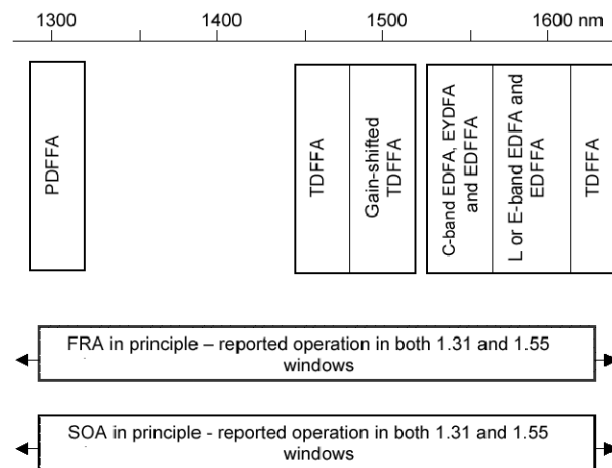 1300 1400 1500 1600 nm
PDFFA
TDFFA
Gain-shifted
TDFFA
C-band EDFA, EYDFA
and EDFFA
L or E-band EDFA and
EDFFA
TDFFA
FRA in principle – reported operation in both 1.31 and 1.55
windows
SOA in principle - reported operation in both 1.31 and 1.55
windows